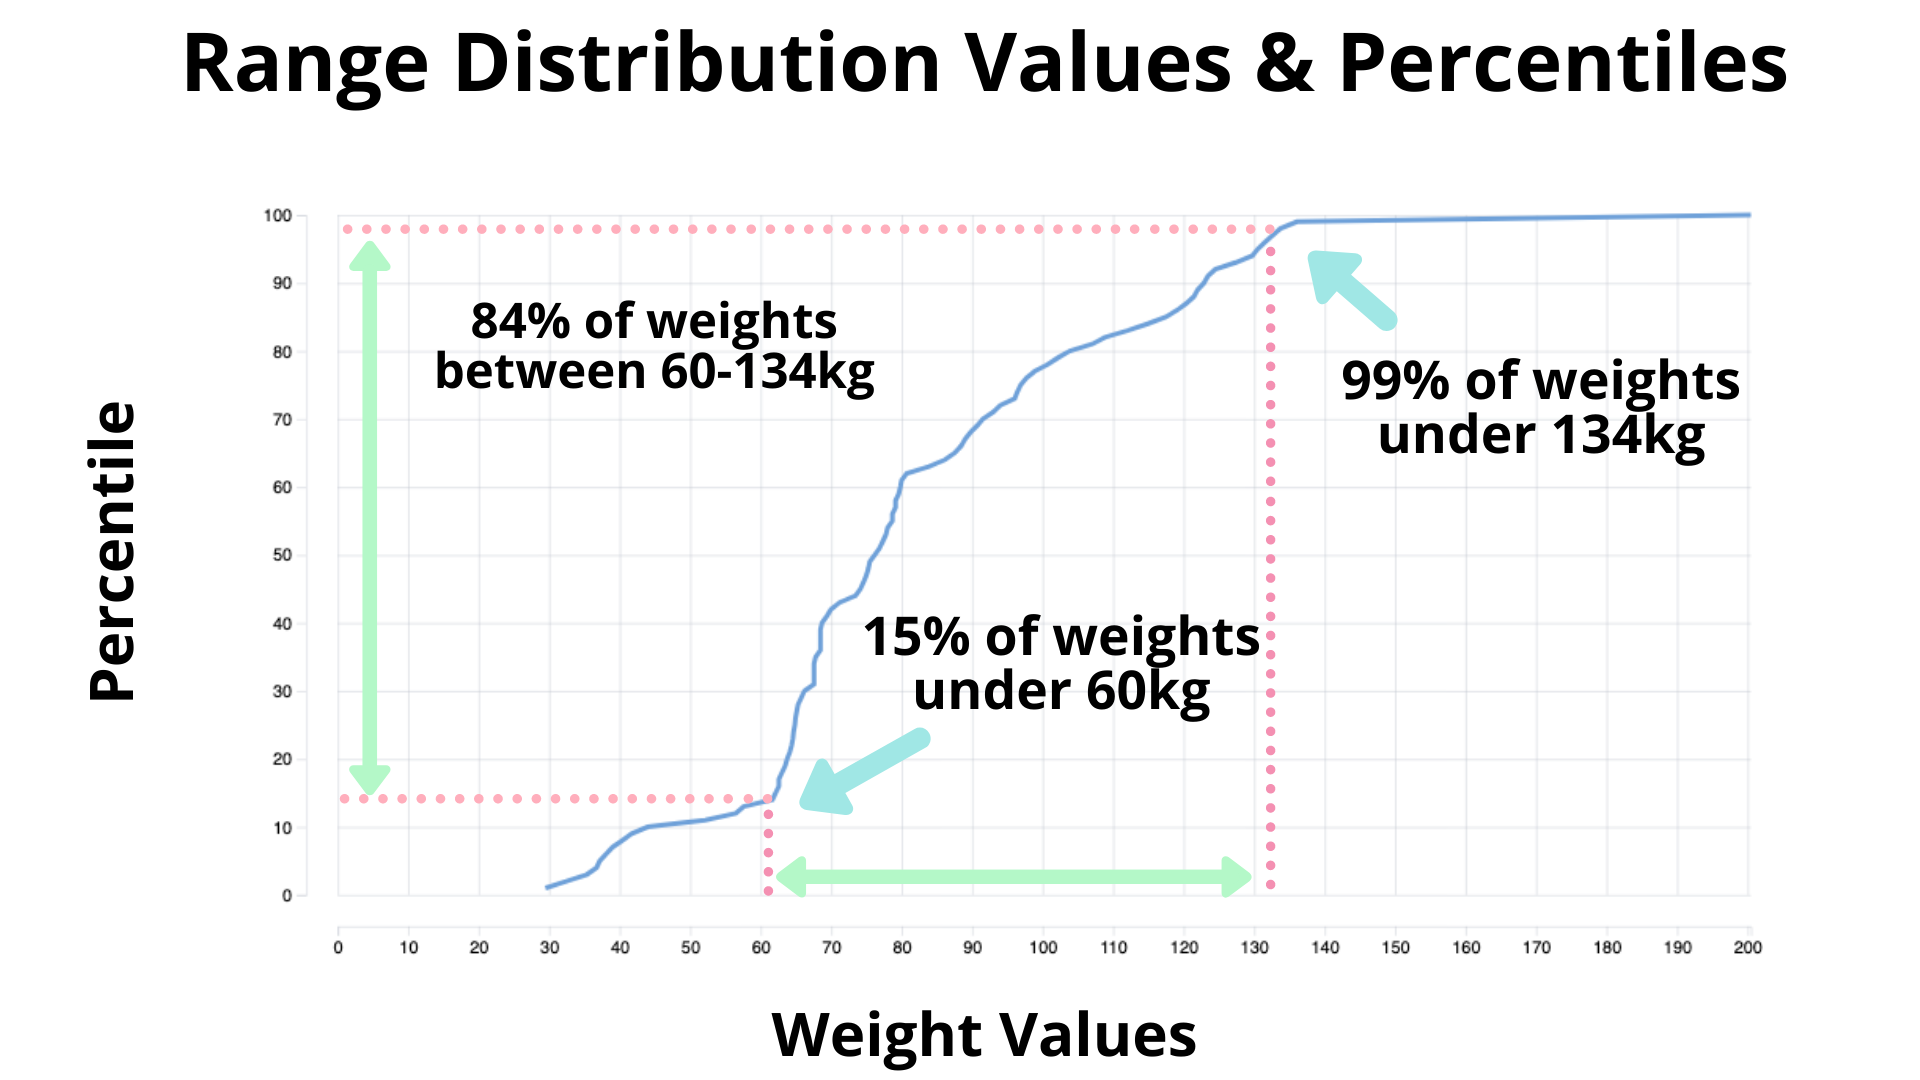 Range Distribution Values & Percentiles
Percentile
100
90
80
70
60
50
40
30
20
10
0
84% of weights
between 60-134kg
99% of weights
under 134kg
15% of weights
under 60kg
0 10 20 30 40 50 60 70 80 90 100 110 120 130 140 150 160 170 180 190 200
Weight Values